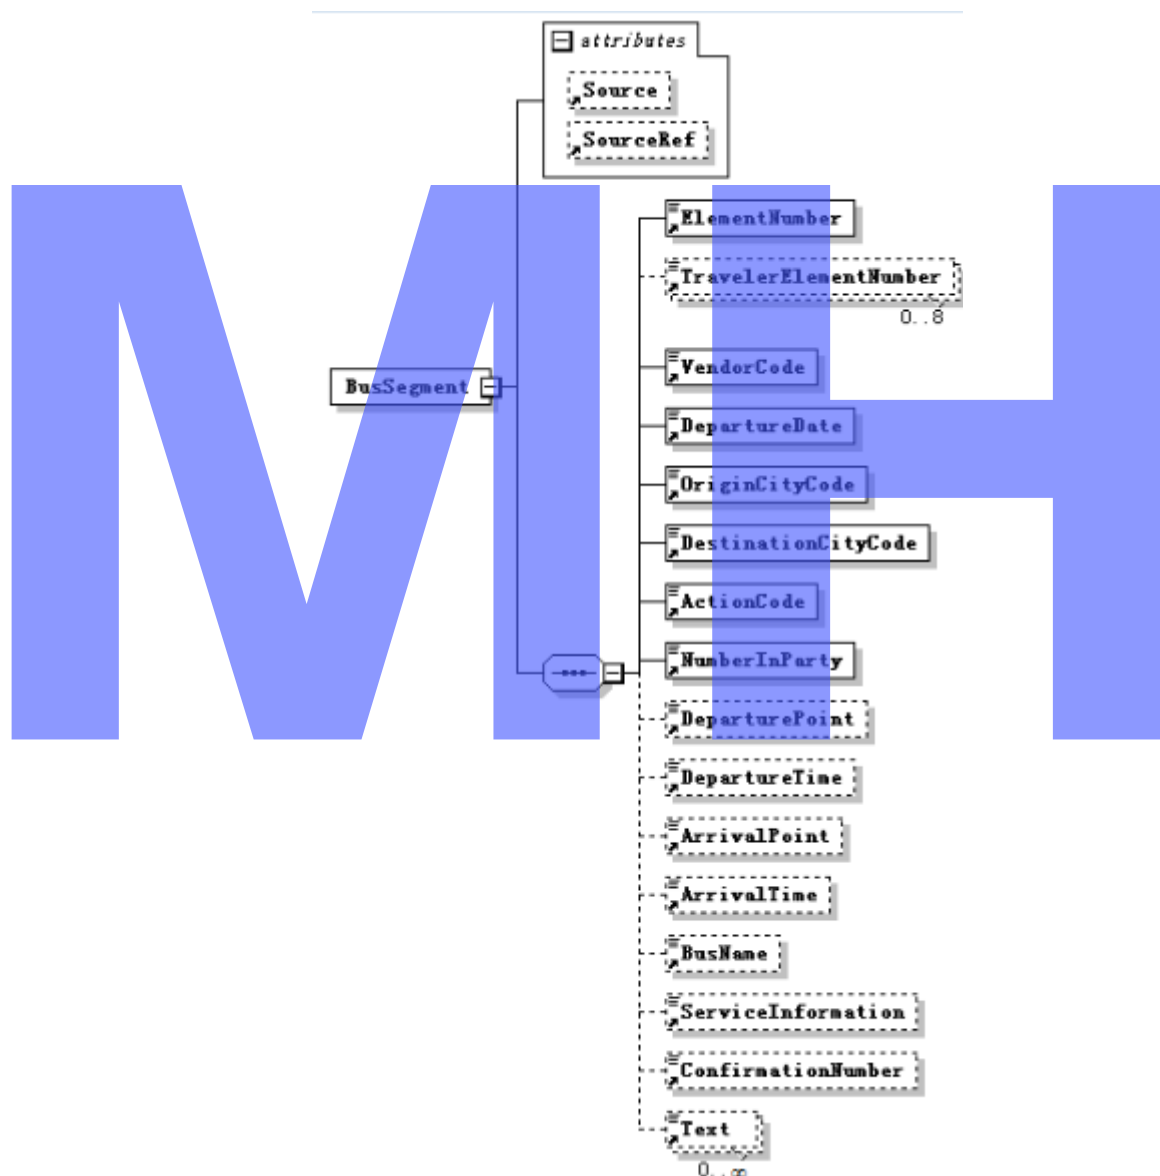 attributes
Source
SourceRef
ElementNumber
TravelerElementNumber
0..8
VendorCode
BusSegment
DepartureDate
OriginCityCode
DestinationCityCode
ActionCode
NumberInParty
DeparturePoint
DepartureTime
ArrivalPoint
ArrivalTime
BusName
ServiceInformation
ConfirmationNumber
Text
0..∞
MH